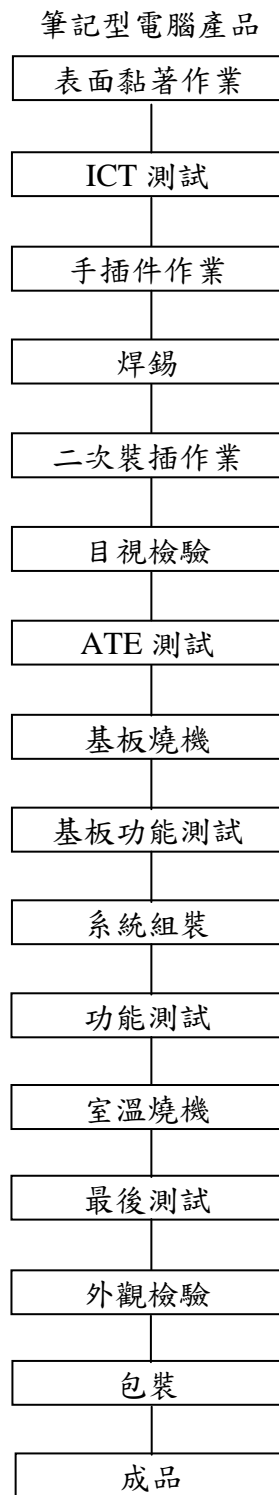 筆記型電腦產品
表面黏著作業
ICT 測試
手插件作業
焊錫
二次裝插作業
目視檢驗
ATE 測試
基板燒機
基板功能測試
系統組裝
功能測試
室溫燒機
最後測試
外觀檢驗
包裝
成品